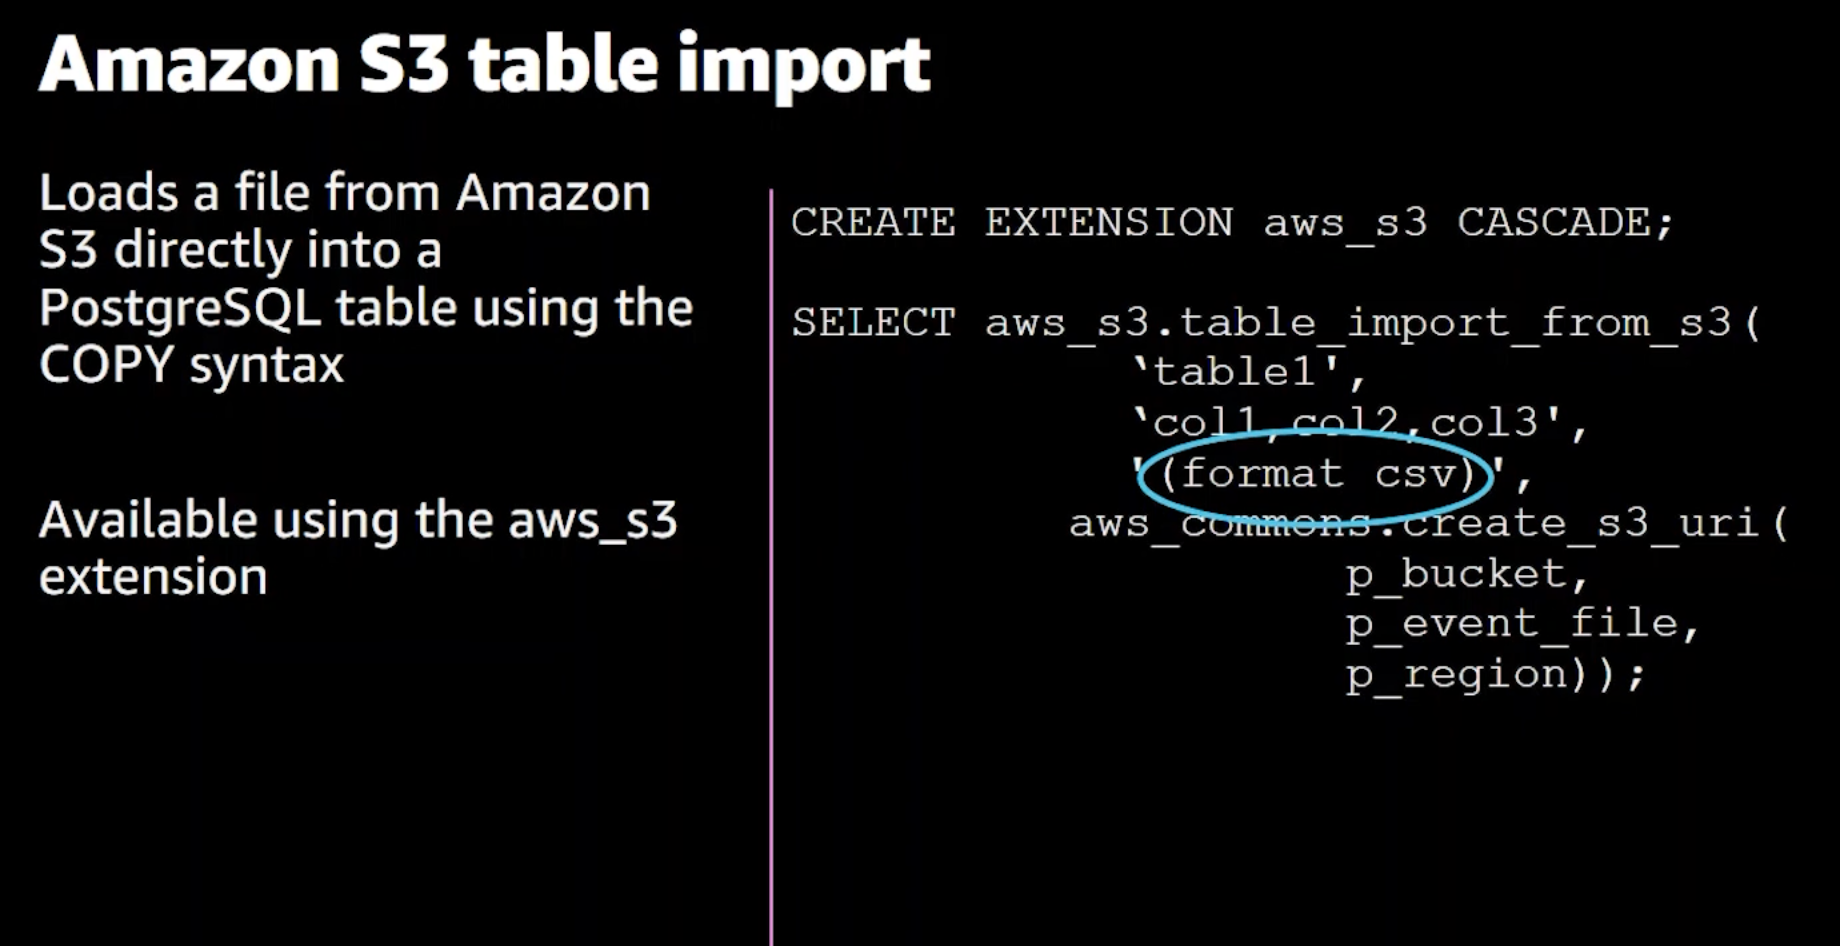 Amazon S3 table import
Loads a file from Amazon
S3 directly into a
PostgreSQL table using the
COPY syntax
Available using the aws_s3
extension
CREATE EXTENSION aws_s3 CASCADE;
SELECT aws_s3.table_import_from_s3(
‘table1',
‘col1,col2,col3',
'(format csv)',
aws_commons.create_s3_uri(
p_bucket,
p_event_file,
p_region));